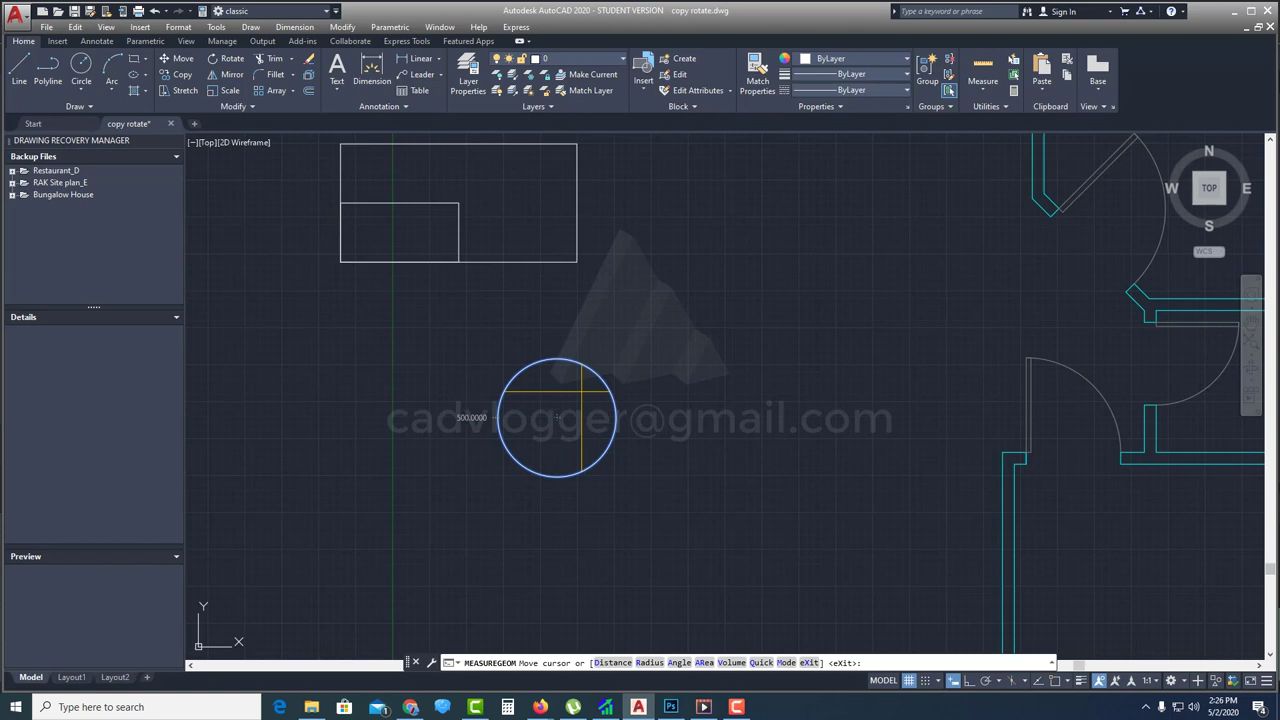 classic
Autodesk AutoCAD 2020 - STUDENT VERSION copy rotate.dwg
Type a keyword or phrase
Sign In
File Edit View Insert Format Tools Draw Dimension Modify Parametric Window Help Express
Home Insert Annotate Parametric View Manage Output Add-ins Collaborate Express Tools Featured Apps
Line Polyline Circle Arc
Move Rotate Trim
Copy Mirror Fillet
Stretch Scale Array
Text Dimension
Linear
Leader
Table
Layer Properties
0
Make Current
Match Layer
Insert
Create
Edit
Edit Attributes
Match Properties
ByLayer
ByLayer
ByLayer
Group
Measure
Paste
Base
Draw Modify Annotation Layers Block Properties Groups Utilities Clipboard View
Start copy rotate*
DRAWING RECOVERY MANAGER
Backup Files
Restaurant_D
RAK Site plan_E
Bungalow House
Details
Preview
[−][Top][2D Wireframe]
N
W TOP E
S
WCS
500.0000
cadvlogger@gmail.com
Y
X
MEASUREGEOM Move cursor or [Distance Radius Angle ARea Volume Quick Mode eXit] <eXit>:
Model Layout1 Layout2
MODEL
1:1
Type here to search
2:26 PM
5/2/2020